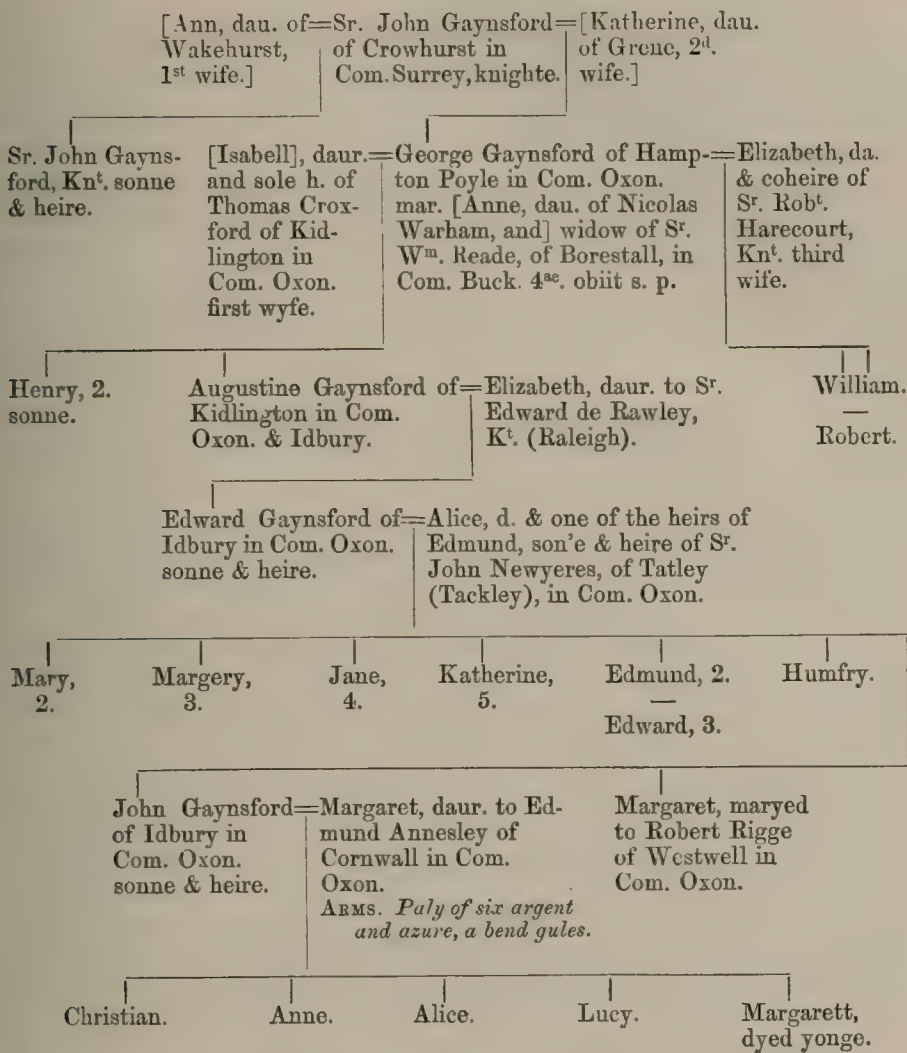 [Ann, dau. of=Sr. John Gaynsford=[Katherine, dau.
Wakehurst, of Crowhurst in of Grene, 2d.
1st wife.] Com. Surrey, knighte. wife.]
Sr. John Gayns-
ford, Knt. sonne
& heire.
[Isabell], daur.=
and sole h. of
Thomas Crox-
ford of Kid-
lington in
Com. Oxon.
first wyfe.
George Gaynsford of Hamp-=
ton Poyle in Com. Oxon.
mar. [Anne, dau. of Nicolas
Warham, and] widow of Sr.
Wm. Reade, of Borestall, in
Com. Buck. 4ae. obiit s. p.
Elizabeth, da.
& coheire of
Sr. Robt.
Harecourt,
Knt. third
wife.
Henry, 2.
sonne.
Augustine Gaynsford of=
Kidlington in Com.
Oxon. & Idbury.
Elizabeth, daur. to Sr.
Edward de Rawley,
Kt. (Raleigh).
William.
—
Robert.
Edward Gaynsford of=
Idbury in Com. Oxon.
sonne & heire.
Alice, d. & one of the heirs of
Edmund, son'e & heire of Sr.
John Newyeres, of Tatley
(Tackley), in Com. Oxon.
Mary,
2.
Margery,
3.
Jane,
4.
Katherine,
5.
Edmund, 2.
—
Edward, 3.
Humfry.
John Gaynsford=
of Idbury in
Com. Oxon.
sonne & heire.
Margaret, daur. to Ed-
mund Annesley of
Cornwall in Com.
Oxon.
ARMS. Paly of six argent
and azure, a bend gules.
Margaret, maryed
to Robert Rigge
of Westwell in
Com. Oxon.
Christian.
Anne.
Alice.
Lucy.
Margarett,
dyed yonge.